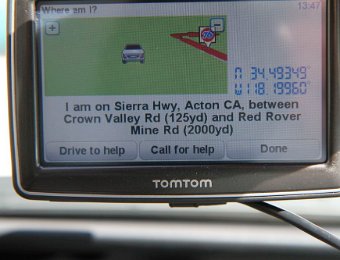 Where am I?
13:47
N 34.49349°
W118.19960°
I am on Sierra Hwy, Acton CA, between
Crown Valley Rd (125yd) and Red Rover
Mine Rd (2000yd)
Drive to help
Call for help
Done
TOMTOM